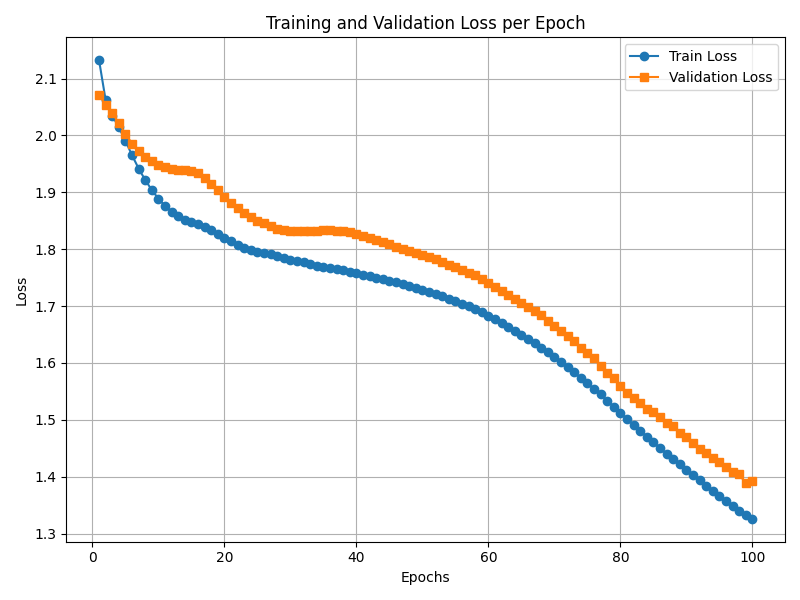 Training and Validation Loss per Epoch
Train Loss
Validation Loss
Loss
2.1
2.0
1.9
1.8
1.7
1.6
1.5
1.4
1.3
0 20 40 60 80 100
Epochs